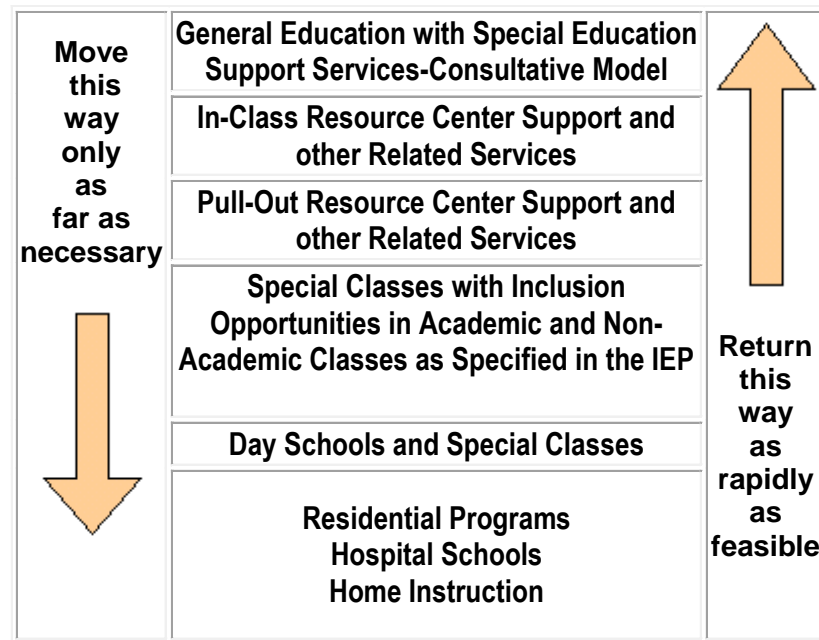 Move
this
way
only
as
far as
necessary
General Education with Special Education
Support Services-Consultative Model
In-Class Resource Center Support and
other Related Services
Pull-Out Resource Center Support and
other Related Services
Special Classes with Inclusion
Opportunities in Academic and Non-
Academic Classes as Specified in the IEP
Day Schools and Special Classes
Residential Programs
Hospital Schools
Home Instruction
Return
this
way
as
rapidly
as
feasible